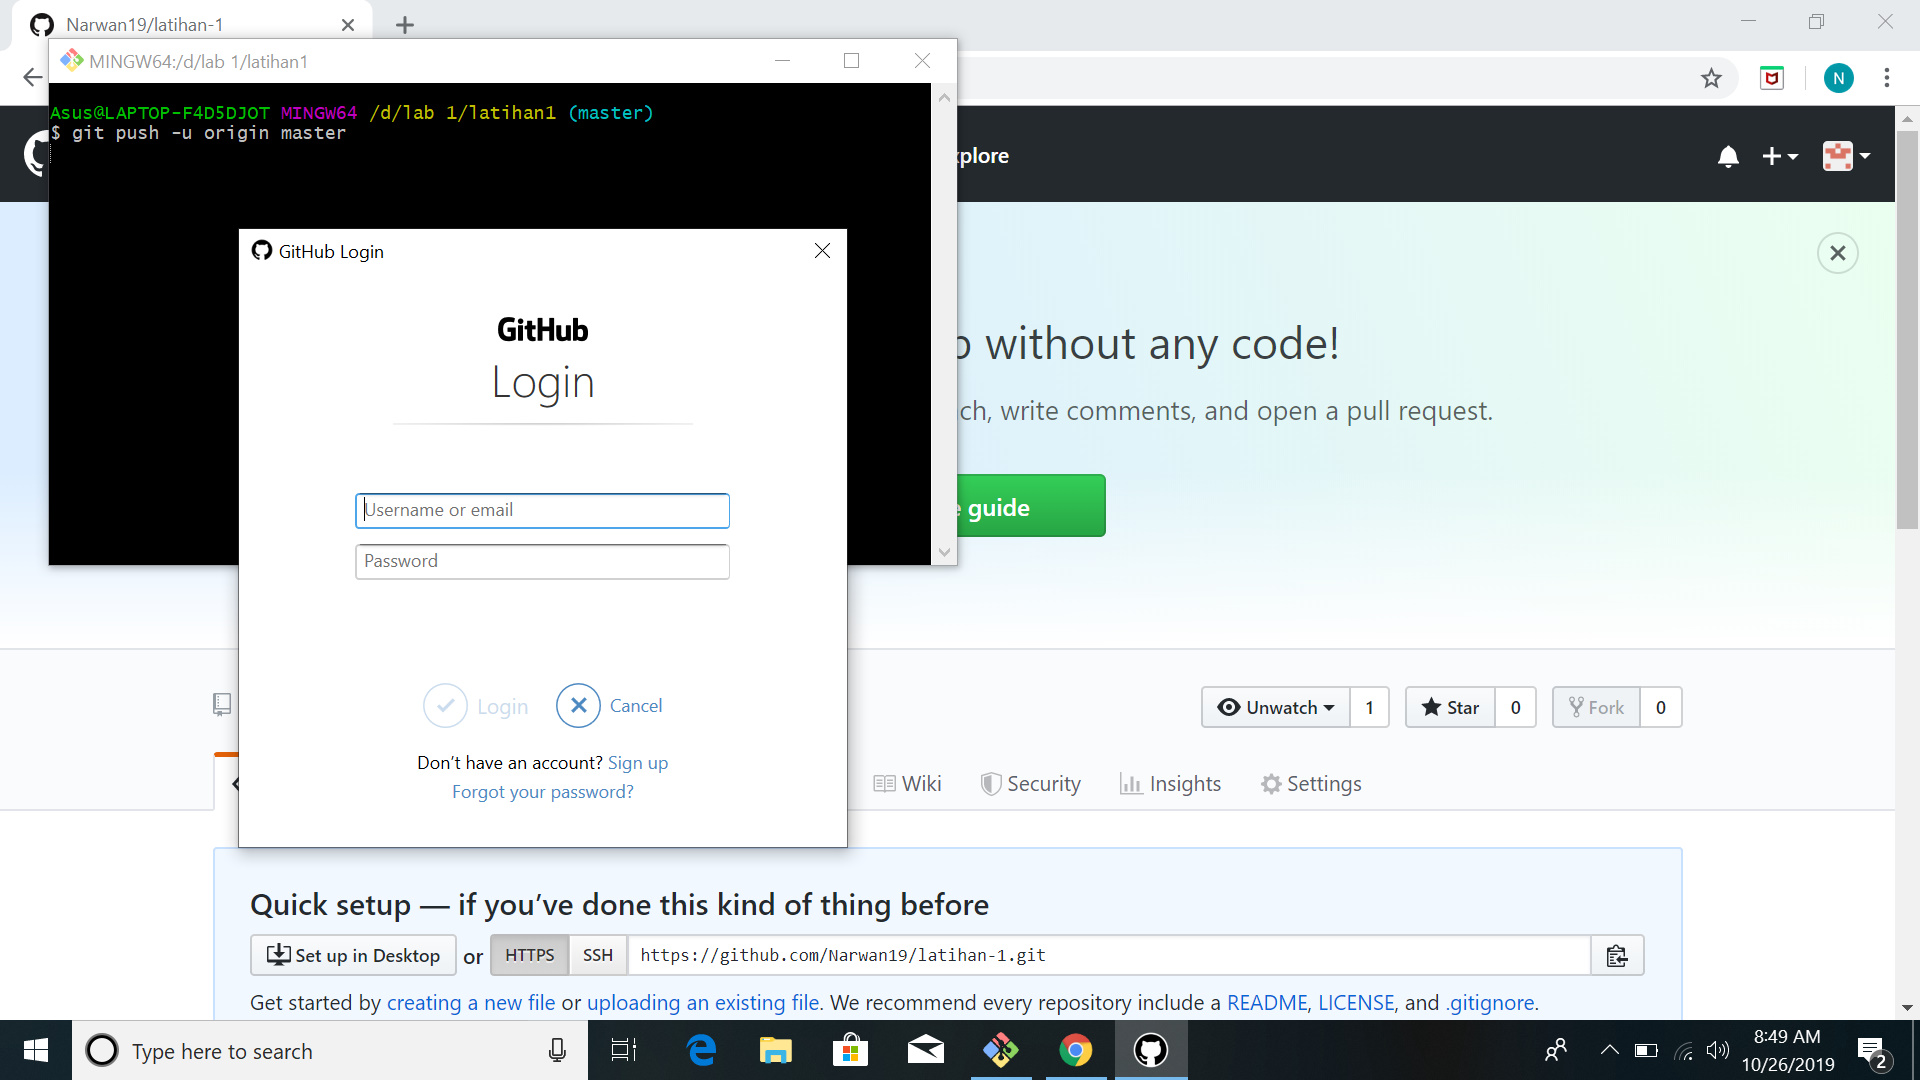 Narwan19/latihan-1
MINGW64:/d/lab 1/latihan1
Asus@LAPTOP-F4D5DJOT MINGW64 /d/lab 1/latihan1 (master)
$ git push -u origin master
xplore
N
GitHub Login
GitHub
Login
Username or email
Password
Login
Cancel
Don't have an account? Sign up
Forgot your password?
without any code!
ch, write comments, and open a pull request.
guide
Unwatch 1
Star 0
Fork 0
Wiki
Security
Insights
Settings
Quick setup — if you've done this kind of thing before
Set up in Desktop or HTTPS SSH https://github.com/Narwan19/latihan-1.git
Get started by creating a new file or uploading an existing file. We recommend every repository include a README, LICENSE, and .gitignore.
Type here to search
8:49 AM
10/26/2019
2